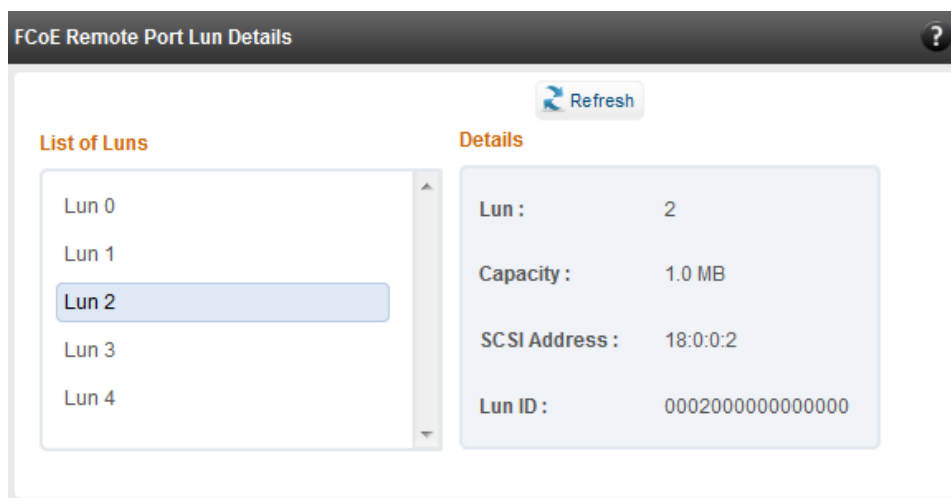 FCoE Remote Port Lun Details
?
Refresh
List of Luns
Lun 0
Lun 1
Lun 2
Lun 3
Lun 4
Details
Lun : 2
Capacity : 1.0 MB
SCSI Address : 18:0:0:2
Lun ID : 0002000000000000